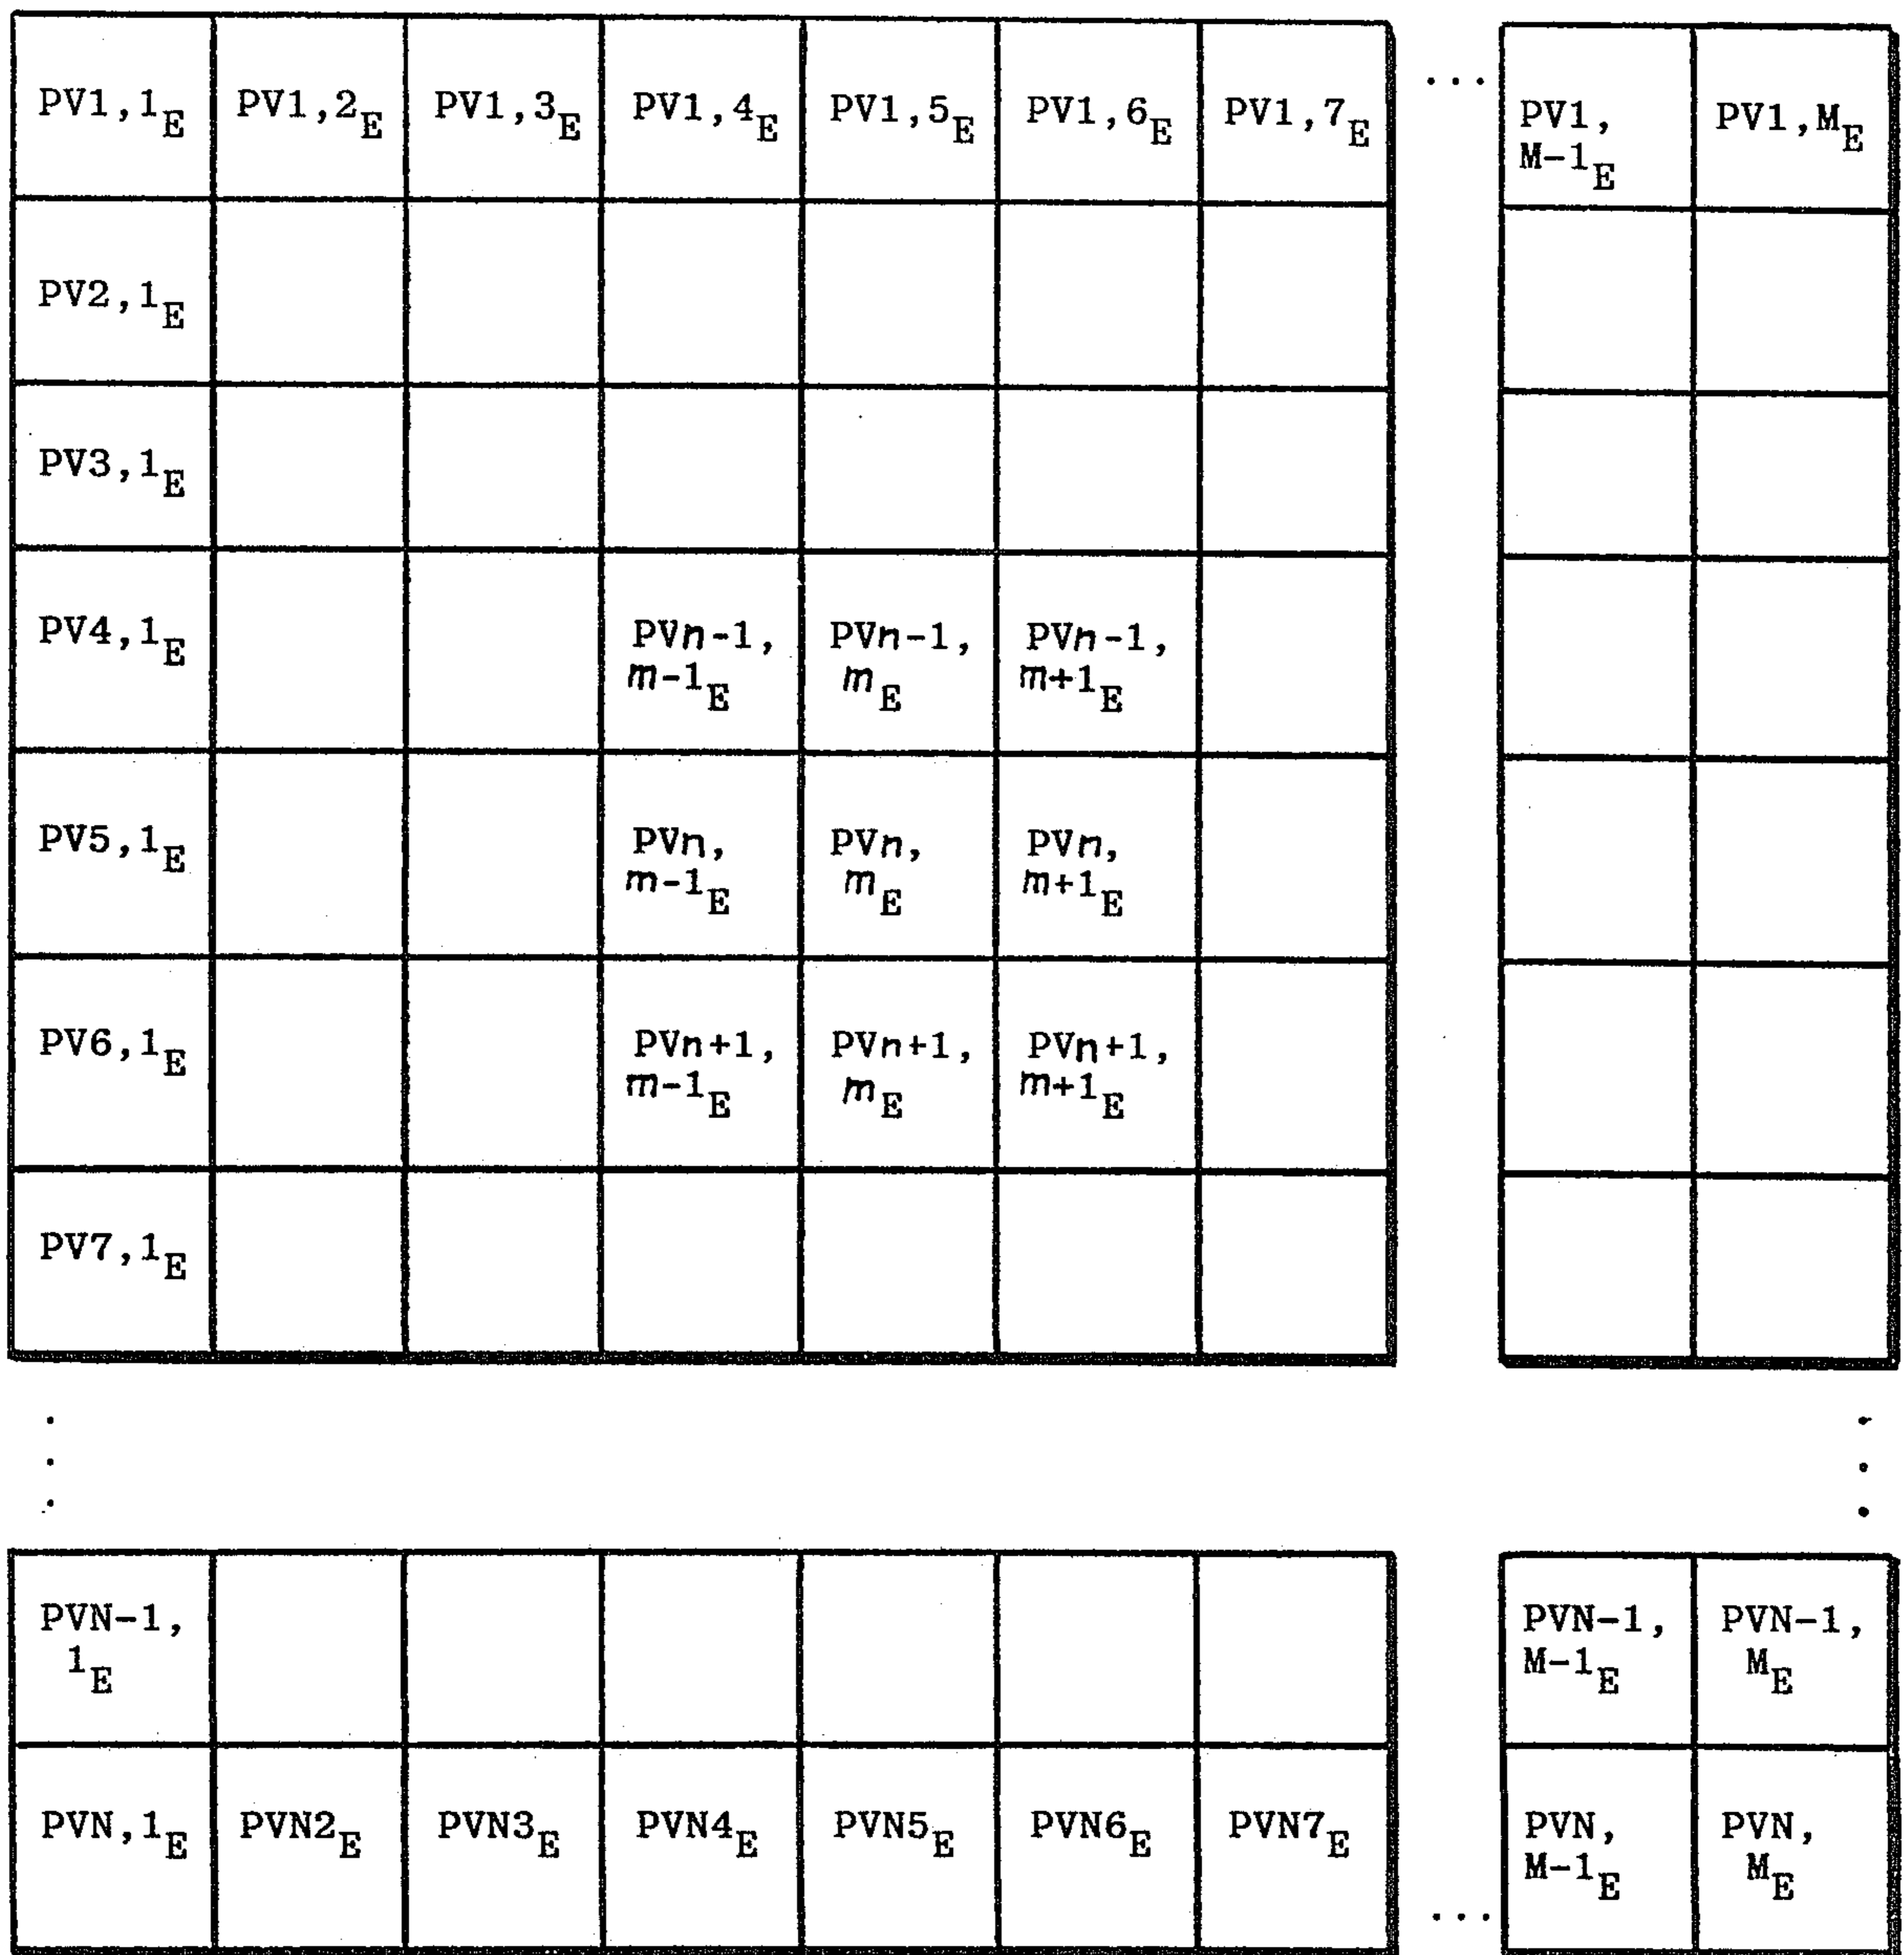 PV1,1E PV1,2E PV1,3E PV1,4E PV1,5E PV1,6E PV1,7E ... PV1, M-1E PV1,ME
PV2,1E
PV3,1E
PV4,1E PVn-1, m-1E PVn-1, mE PVn-1, m+1E
PV5,1E PVn, m-1E PVn, mE PVn, m+1E
PV6,1E PVn+1, m-1E PVn+1, mE PVn+1, m+1E
PV7,1E
PVN-1, 1E PVN-1, M-1E PVN-1, ME
PVN,1E PVN2E PVN3E PVN4E PVN5E PVN6E PVN7E ... PVN, M-1E PVN, ME